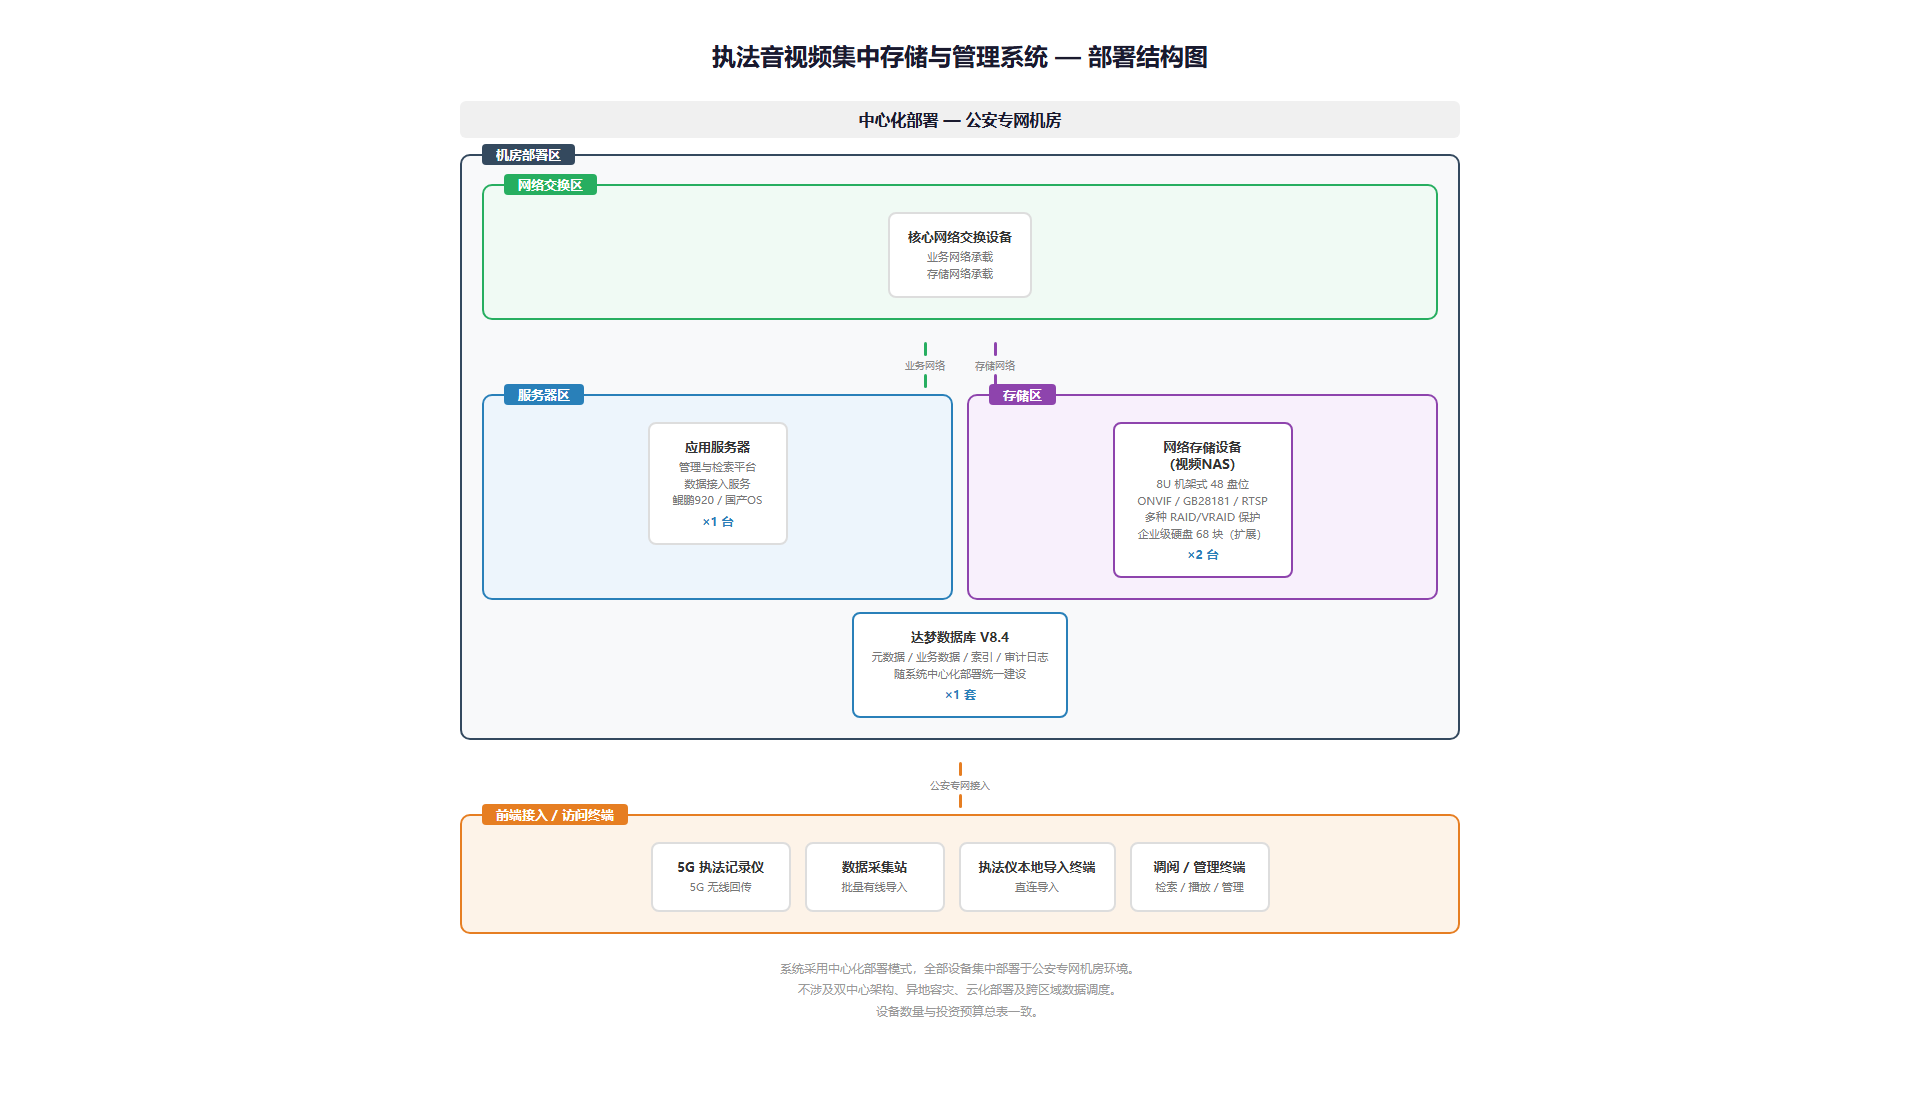 执法音视频集中存储与管理系统 — 部署结构图
中心化部署 — 公安专网机房
机房部署区
网络交换区
核心网络交换设备
业务网络承载
存储网络承载
业务网络
存储网络
服务器区
应用服务器
管理与检索平台
数据接入服务
鲲鹏920 / 国产OS
×1 台
存储区
网络存储设备
（视频NAS）
8U 机架式 48 盘位
ONVIF / GB28181 / RTSP
多种 RAID/VRAID 保护
企业级硬盘 68 块（扩展）
×2 台
达梦数据库 V8.4
元数据 / 业务数据 / 索引 / 审计日志
随系统中心化部署统一建设
×1 套
公安专网接入
前端接入 / 访问终端
5G 执法记录仪
5G 无线回传
数据采集站
批量有线导入
执法仪本地导入终端
直连导入
调阅 / 管理终端
检索 / 播放 / 管理
系统采用中心化部署模式，全部设备集中部署于公安专网机房环境。
不涉及双中心架构、异地容灾、云化部署及跨区域数据调度。
设备数量与投资预算总表一致。